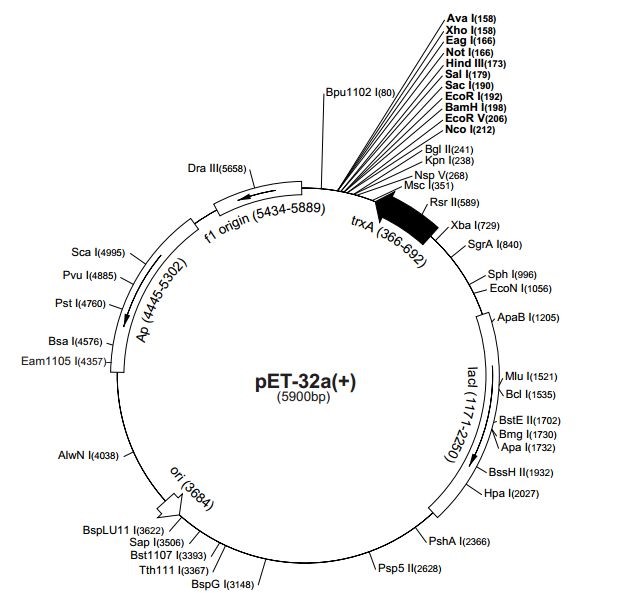 Ava I(158)
Xho I(158)
Eag I(166)
Not I(166)
Hind III(173)
Sal I(179)
Sac I(190)
EcoR I(192)
BamH I(198)
EcoR V(206)
Nco I(212)
Bpu1102 I(80)
Bgl II(241)
Kpn I(238)
Nsp V(268)
Msc I(351)
Rsr II(589)
Dra III(5658)
f1 origin (5434-5889)
trxA (366-692)
Xba I(729)
SgrA I(840)
Sph I(996)
EcoN I(1056)
ApaB I(1205)
Sca I(4995)
Pvu I(4885)
Pst I(4760)
Bsa I(4576)
Eam1105 I(4357)
Ap (4445-5302)
pET-32a(+)
(5900bp)
lacI (1171-2250)
Mlu I(1521)
Bcl I(1535)
BstE II(1702)
Bmg I(1730)
Apa I(1732)
BssH II(1932)
Hpa I(2027)
AlwN I(4038)
ori (3684)
BspLU11 I(3622)
Sap I(3506)
Bst1107 I(3393)
Tth111 I(3367)
BspG I(3148)
PshA I(2366)
Psp5 II(2628)